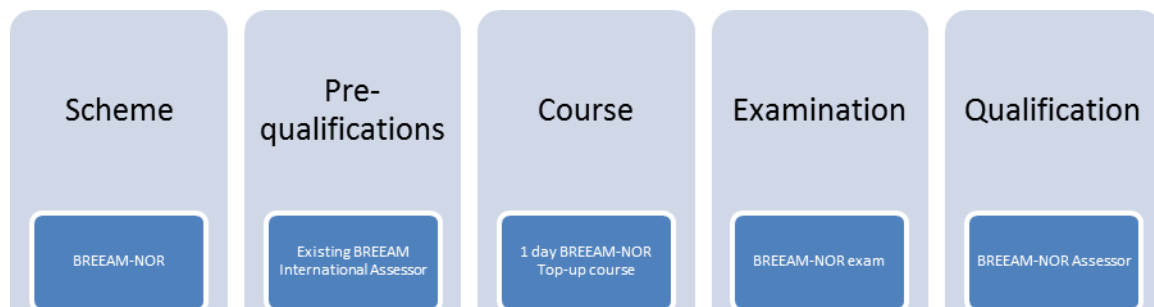 Scheme
Pre-
qualifications
Course
Examination
Qualification
BREEAM-NOR
Existing BREEAM
International Assessor
1 day BREEAM-NOR
Top-up course
BREEAM-NOR exam
BREEAM-NOR Assessor